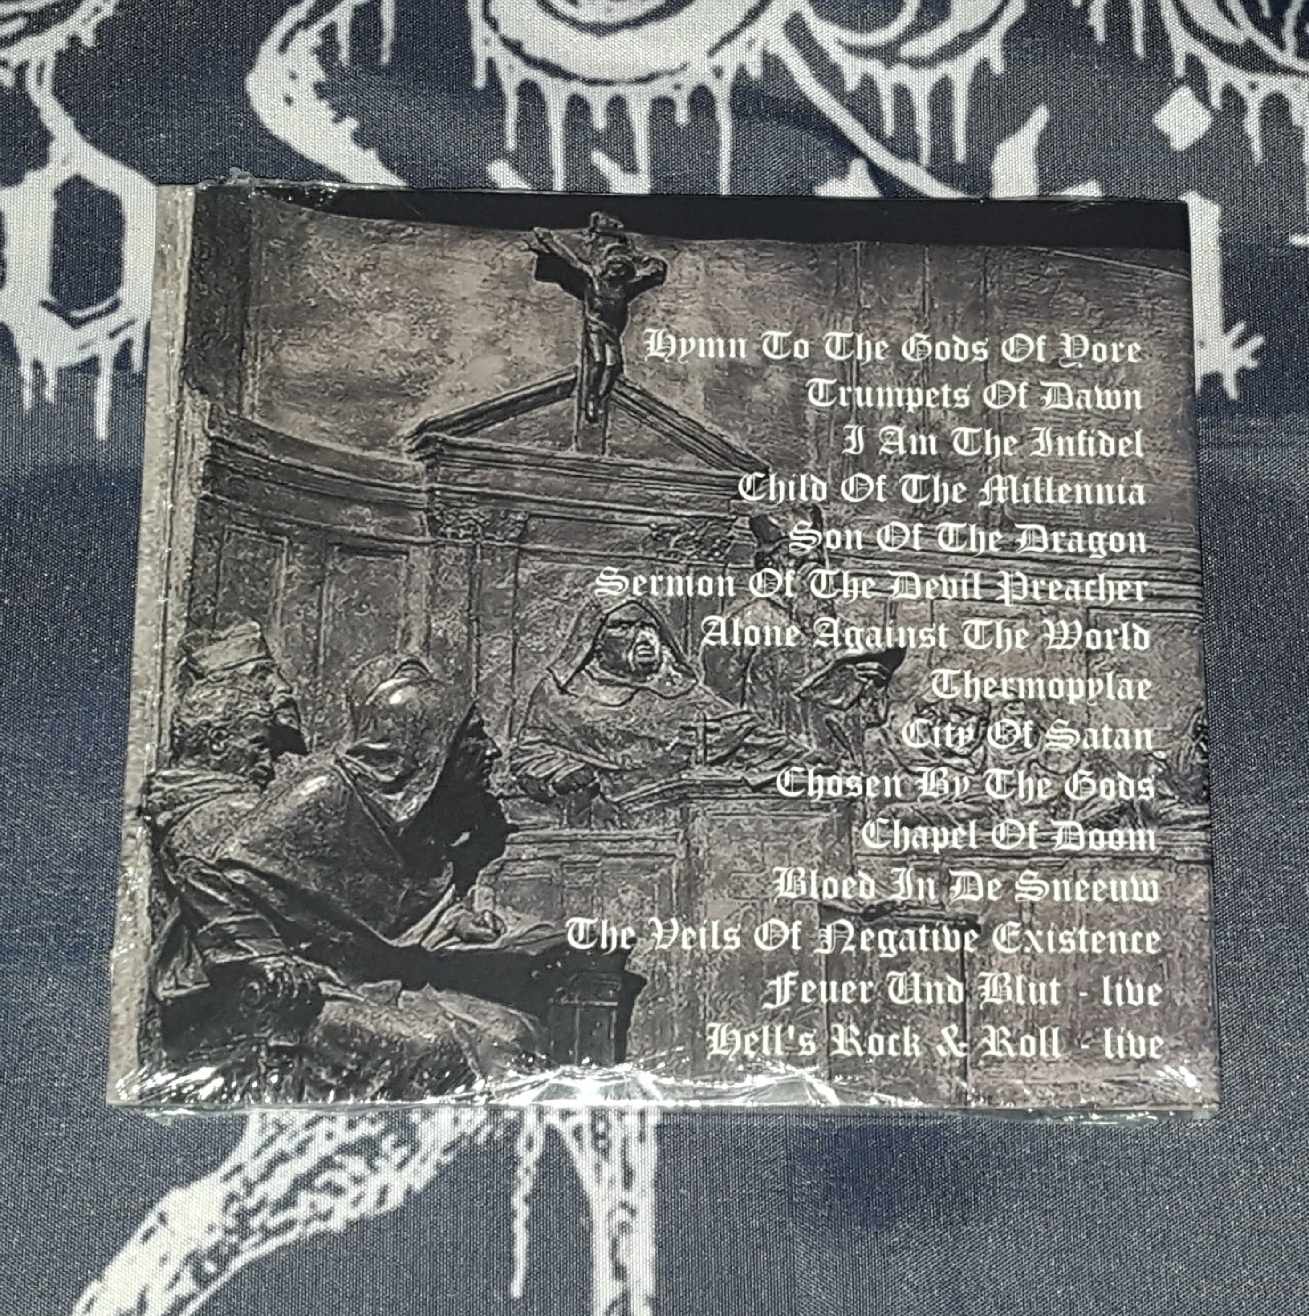 Hymn To The Gods Of Yore
Trumpets Of Dawn
I Am The Infidel
Child Of The Millennia
Son Of The Dragon
Sermon Of The Devil Preacher
Alone Against The World
Thermopylae
City Of Satan
Chosen By The Gods
Chapel Of Doom
Bloed In De Sneeuw
The Veils Of Negative Existence
Feuer Und Blut - live
Hell's Rock & Roll - live